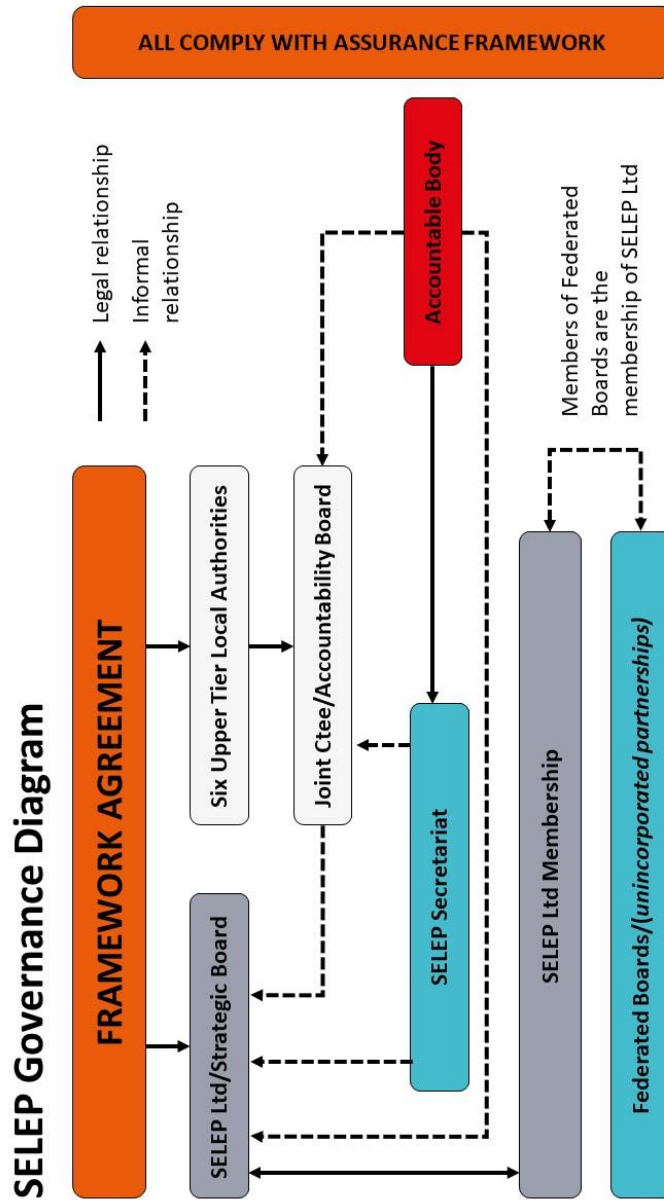 SELEP Governance Diagram
FRAMEWORK AGREEMENT
Legal relationship
Informal
relationship
SELEP Ltd/Strategic Board
Six Upper Tier Local Authorities
Joint Ctee/Accountability Board
SELEP Secretariat
Accountable Body
SELEP Ltd Membership
Federated Boards/(unincorporated partnerships)
Members of Federated
Boards are the
membership of SELEP Ltd
ALL COMPLY WITH ASSURANCE FRAMEWORK